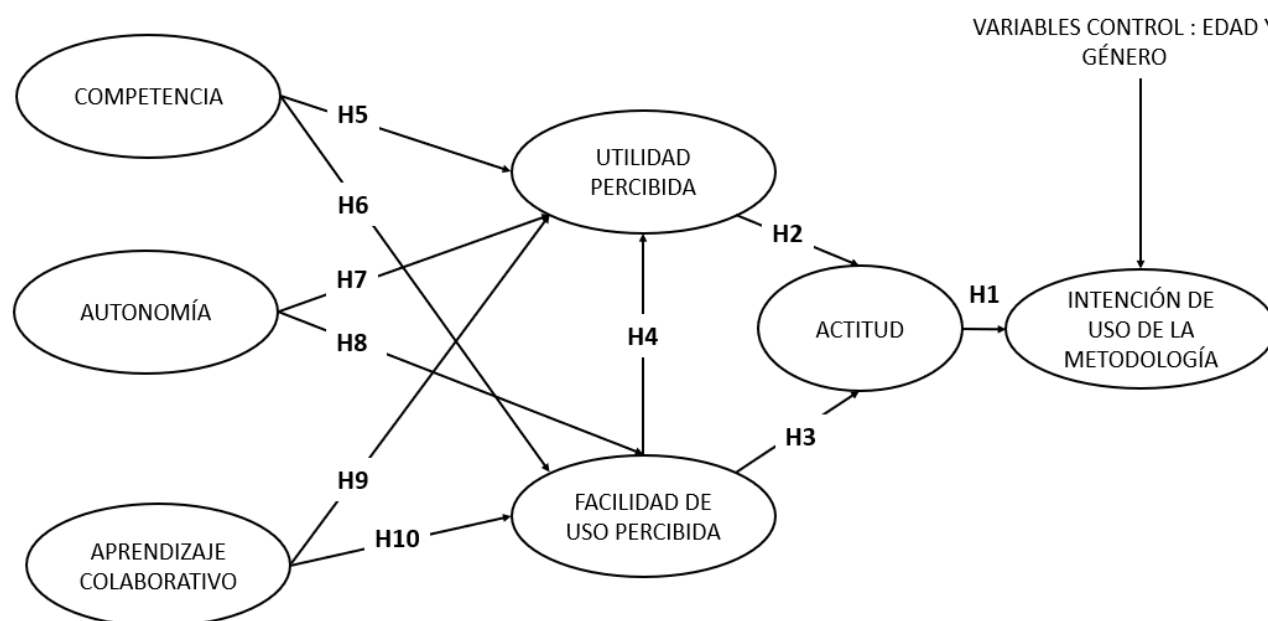 VARIABLES CONTROL : EDAD Y
GÉNERO
COMPETENCIA
H5
UTILIDAD
PERCIBIDA
H6
H2
H7
AUTONOMÍA
H8
H4
ACTITUD
H1
INTENCIÓN DE
USO DE LA
METODOLOGÍA
H3
H9
FACILIDAD DE
USO PERCIBIDA
H10
APRENDIZAJE
COLABORATIVO